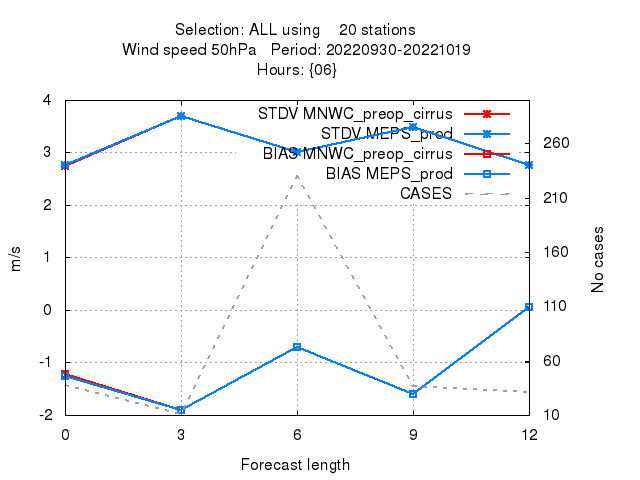 Selection: ALL using    20 stations
Wind speed 50hPa   Period: 20220930-20221019
Hours: {06}
STDV MNWC_preop_cirrus
STDV MEPS_prod
BIAS MNWC_preop_cirrus
BIAS MEPS_prod
CASES
4
3
2
1
0
-1
-2
m/s
260
210
160
110
60
10
No cases
0 3 6 9 12
Forecast length